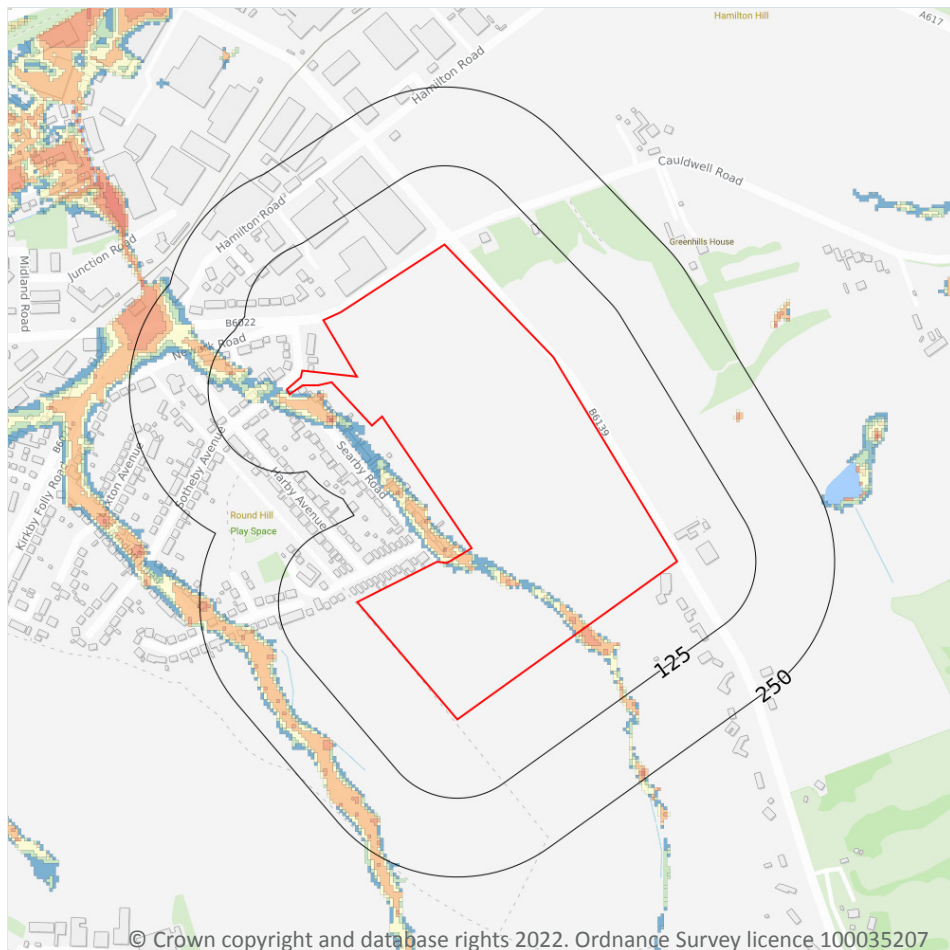 Hamilton Hill
A617
Hamilton Road
Cauldwell Road
Hamilton Road
Greenhills House
Junction Road
Midland Road
B6022
Newark Road
B6139
Searby Road
Sotheby Avenue
Kirkby Folly Road
Round Hill
Play Space
125
250
© Crown copyright and database rights 2022. Ordnance Survey licence 100035207